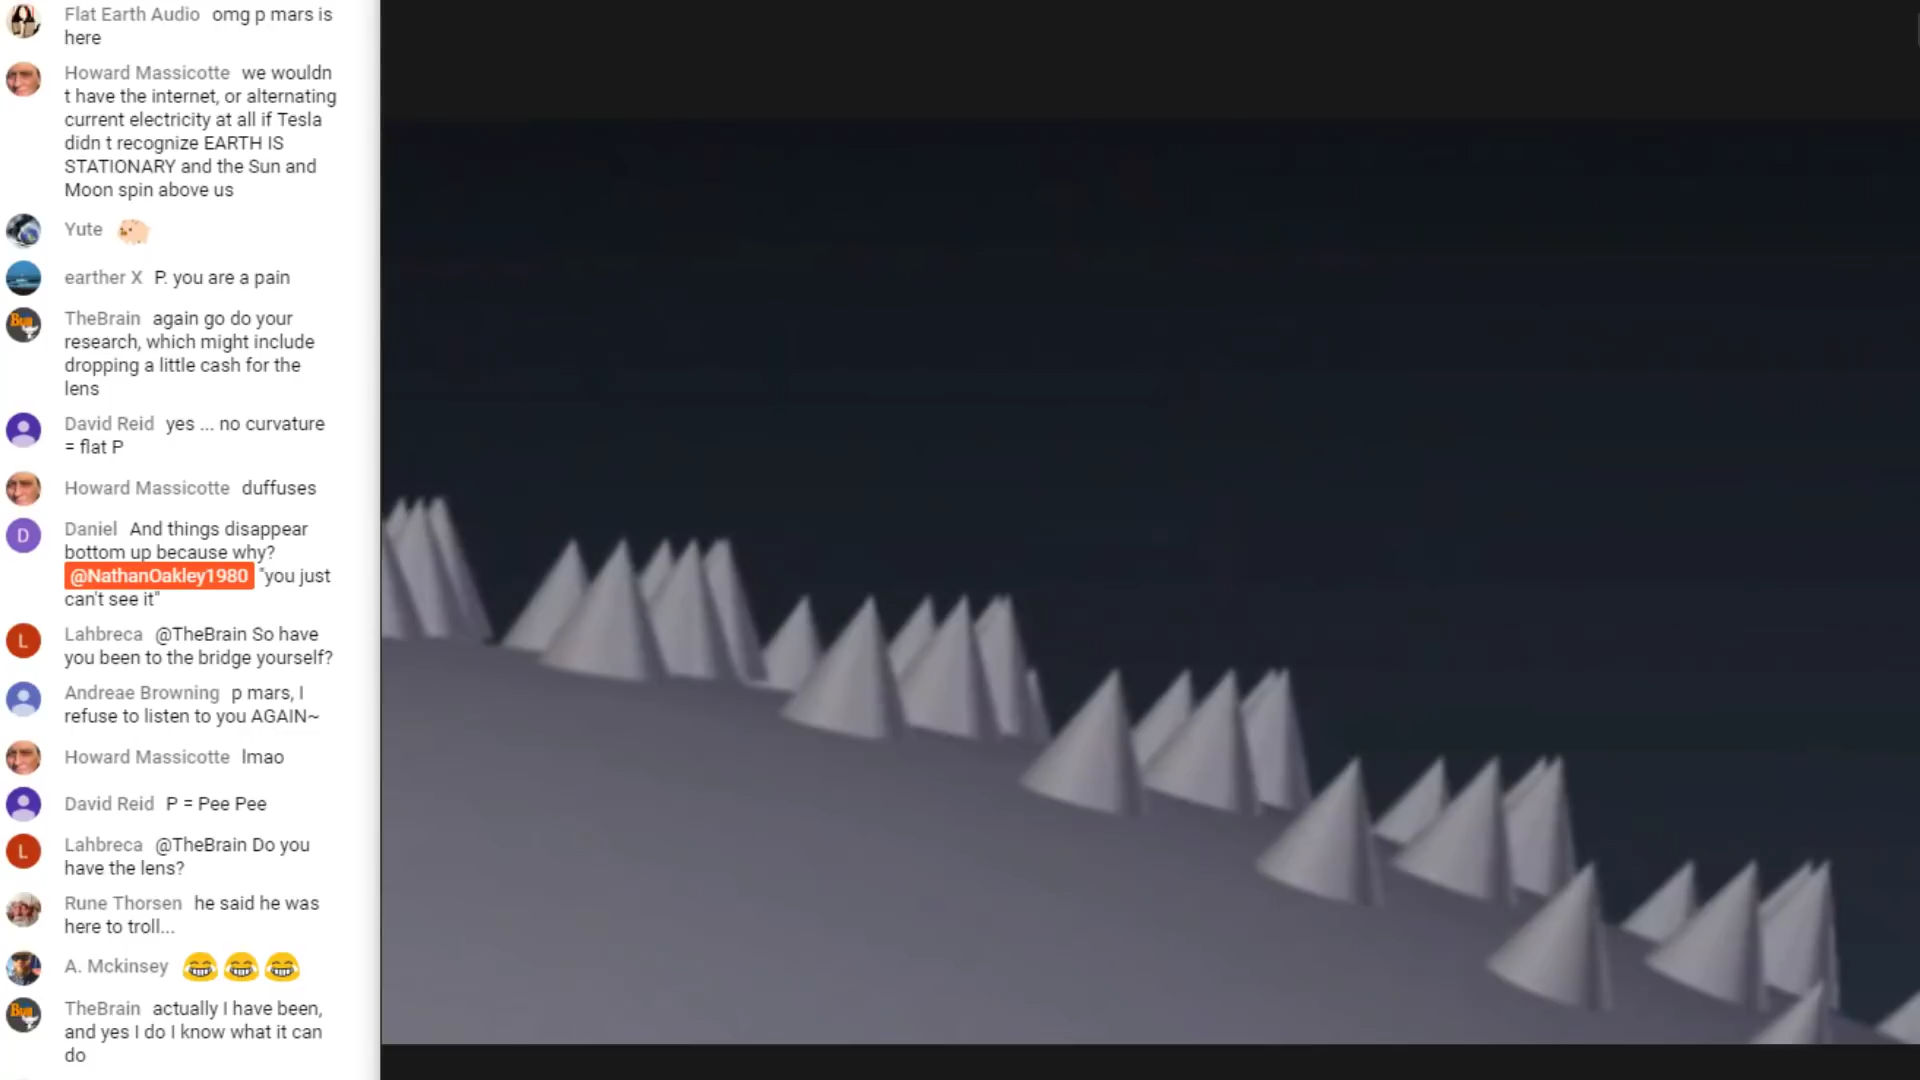 Flat Earth Audio omg p mars is
here
Howard Massicotte we wouldn
t have the internet, or alternating
current electricity at all if Tesla
didn t recognize EARTH IS
STATIONARY and the Sun and
Moon spin above us
Yute
earther X P. you are a pain
TheBrain again go do your
research, which might include
dropping a little cash for the
lens
David Reid yes ... no curvature
= flat P
Howard Massicotte duffuses
D
Daniel And things disappear
bottom up because why?
@NathanOakley1980 "you just
can't see it"
L
Lahbreca @TheBrain So have
you been to the bridge yourself?
Andreae Browning p mars, I
refuse to listen to you AGAIN~
Howard Massicotte lmao
David Reid P = Pee Pee
L
Lahbreca @TheBrain Do you
have the lens?
Rune Thorsen he said he was
here to troll...
A. Mckinsey
TheBrain actually I have been,
and yes I do I know what it can
do